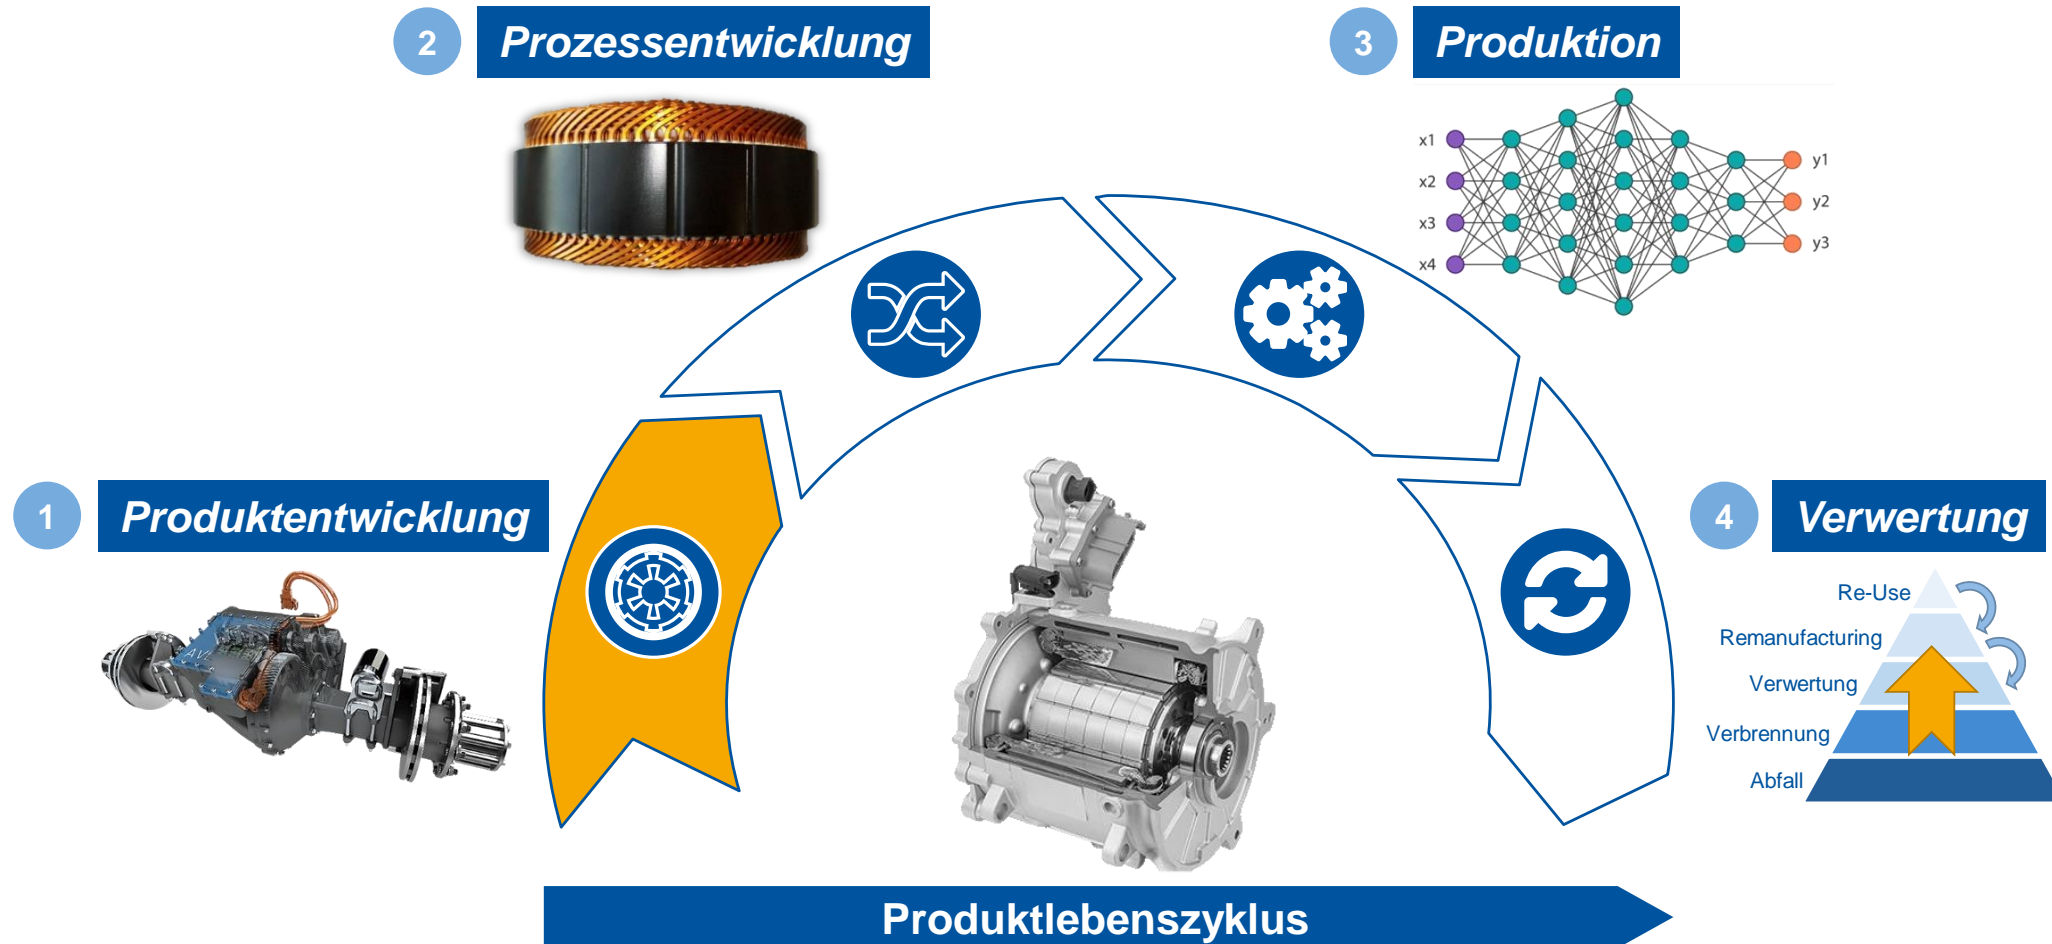 2
Prozessentwicklung
3
Produktion
x1
x2
x3
x4
y1
y2
y3
1
Produktentwicklung
AVL
4
Verwertung
Re-Use
Remanufacturing
Verwertung
Verbrennung
Abfall
Produktlebenszyklus